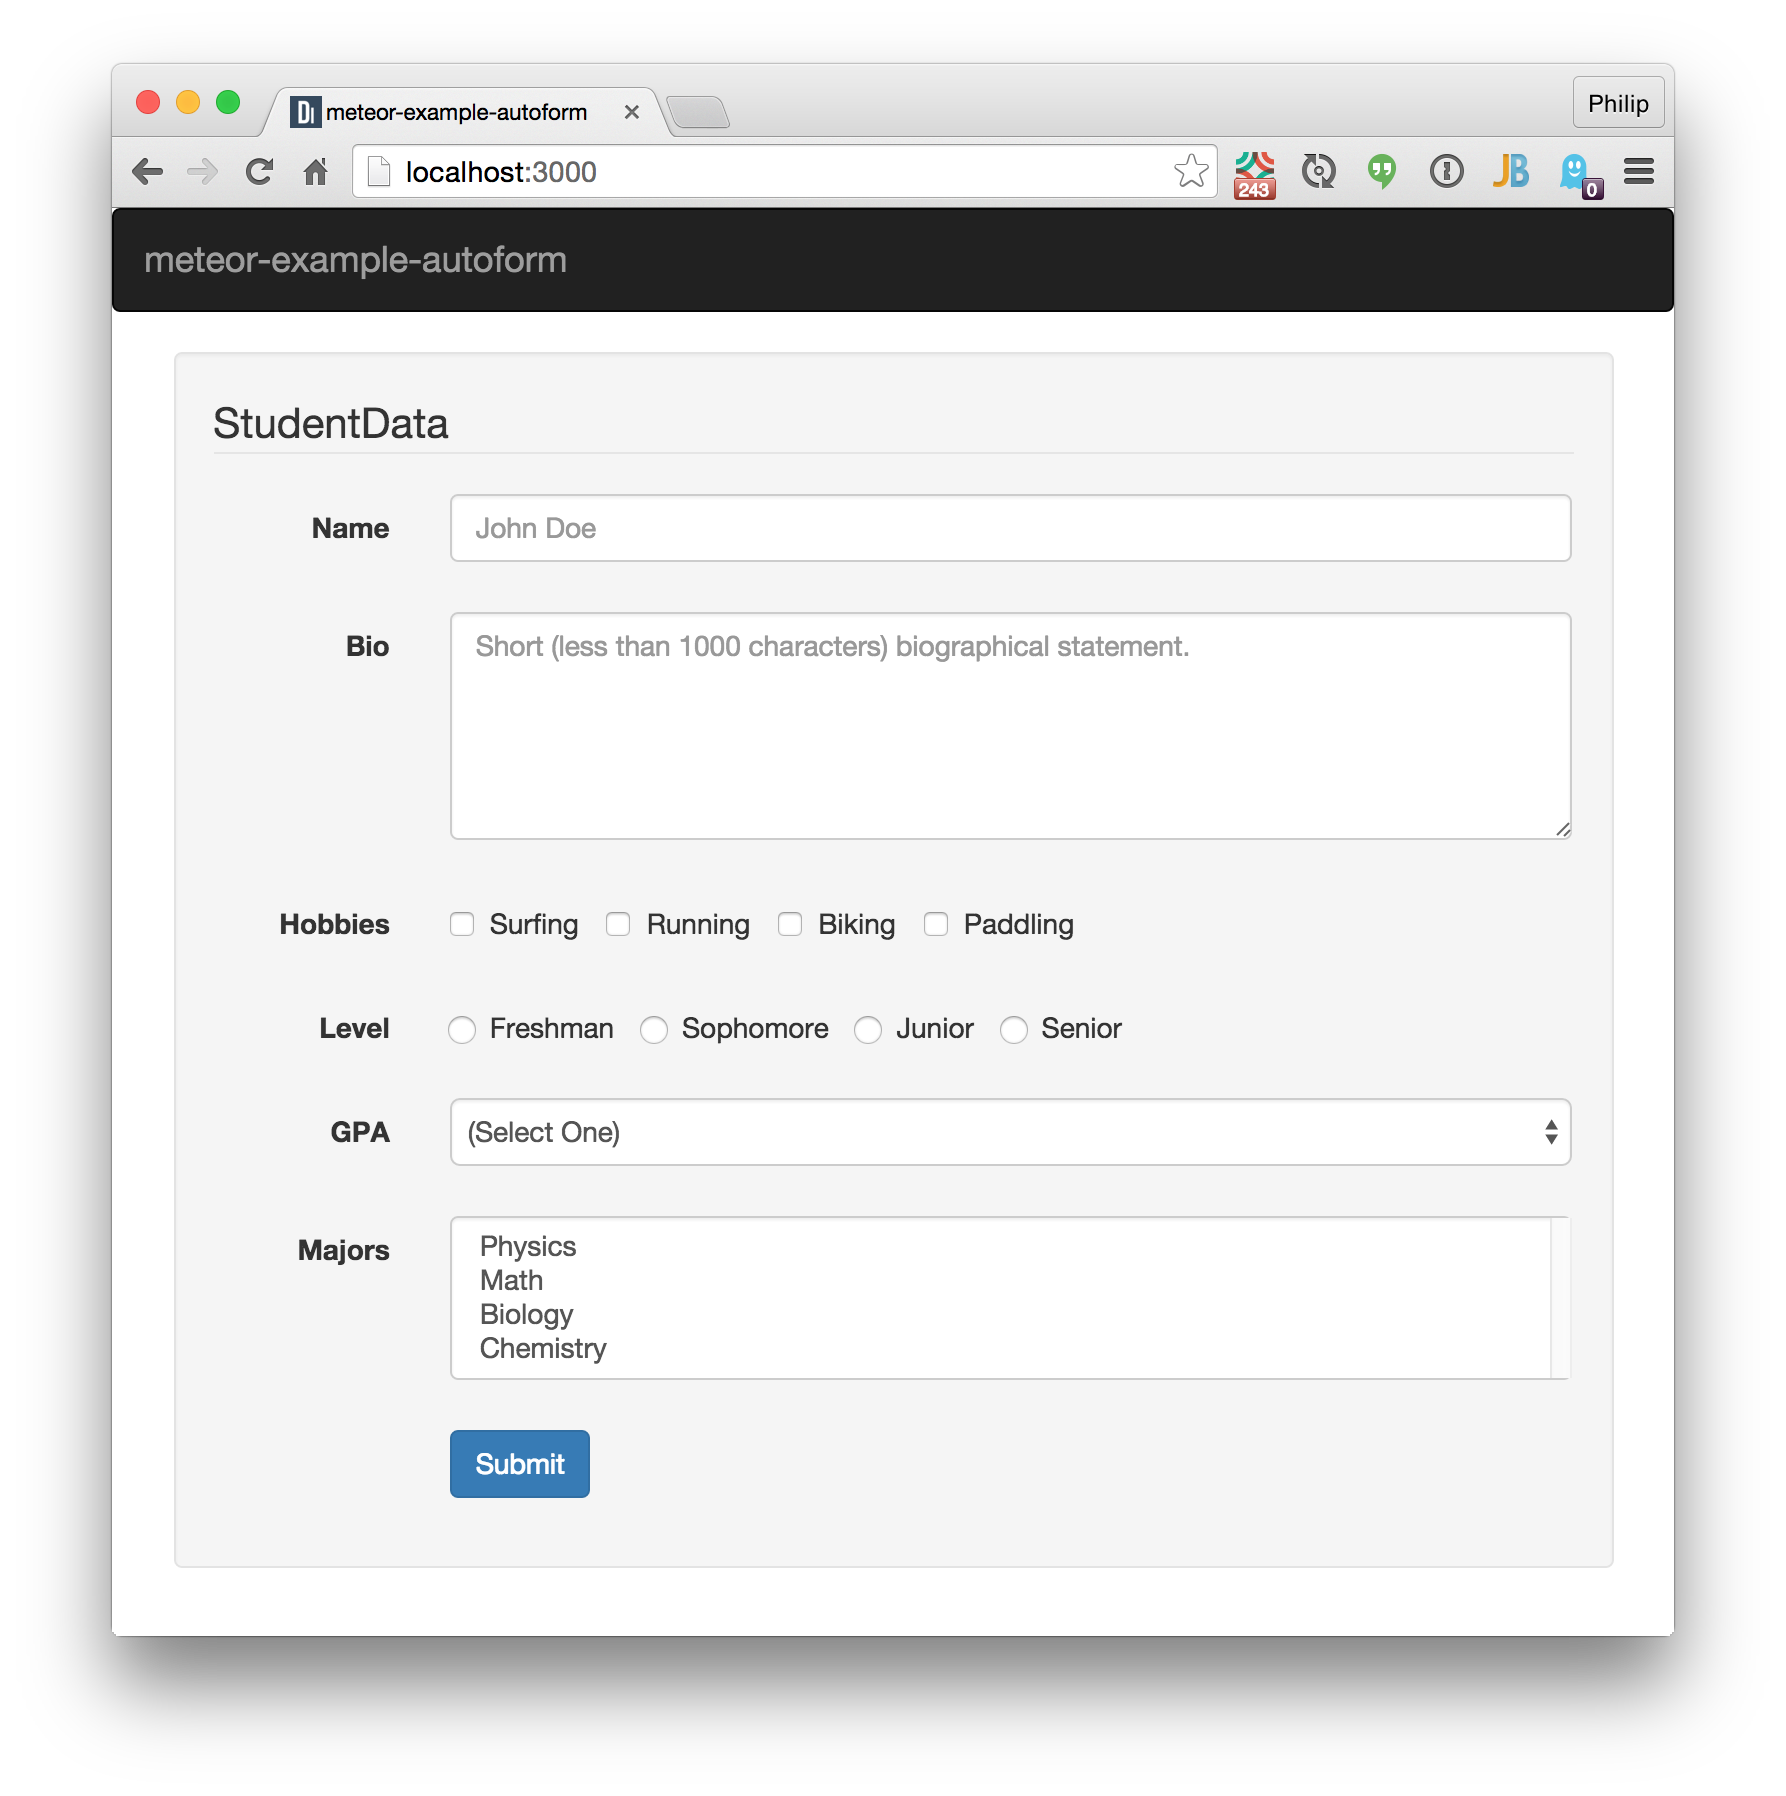 meteor-example-autoform
Philip
localhost:3000
243
JB
0
meteor-example-autoform
StudentData
Name John Doe
Bio Short (less than 1000 characters) biographical statement.
Hobbies Surfing Running Biking Paddling
Level Freshman Sophomore Junior Senior
GPA (Select One)
Majors Physics
Math
Biology
Chemistry
Submit